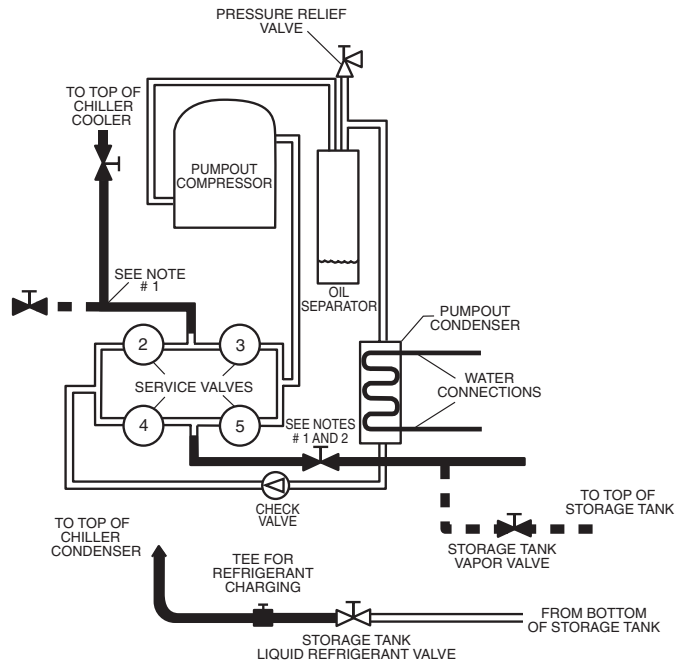 PRESSURE RELIEF
VALVE
TO TOP OF
CHILLER
COOLER
PUMPOUT
COMPRESSOR
SEE NOTE
# 1
OIL
SEPARATOR
PUMPOUT
CONDENSER
2
3
SERVICE VALVES
WATER
CONNECTIONS
4
5
SEE NOTES
# 1 AND 2
CHECK
VALVE
TO TOP OF
STORAGE TANK
STORAGE TANK
VAPOR VALVE
TO TOP OF
CHILLER
CONDENSER
TEE FOR
REFRIGERANT
CHARGING
FROM BOTTOM
OF STORAGE TANK
STORAGE TANK
LIQUID REFRIGERANT VALVE